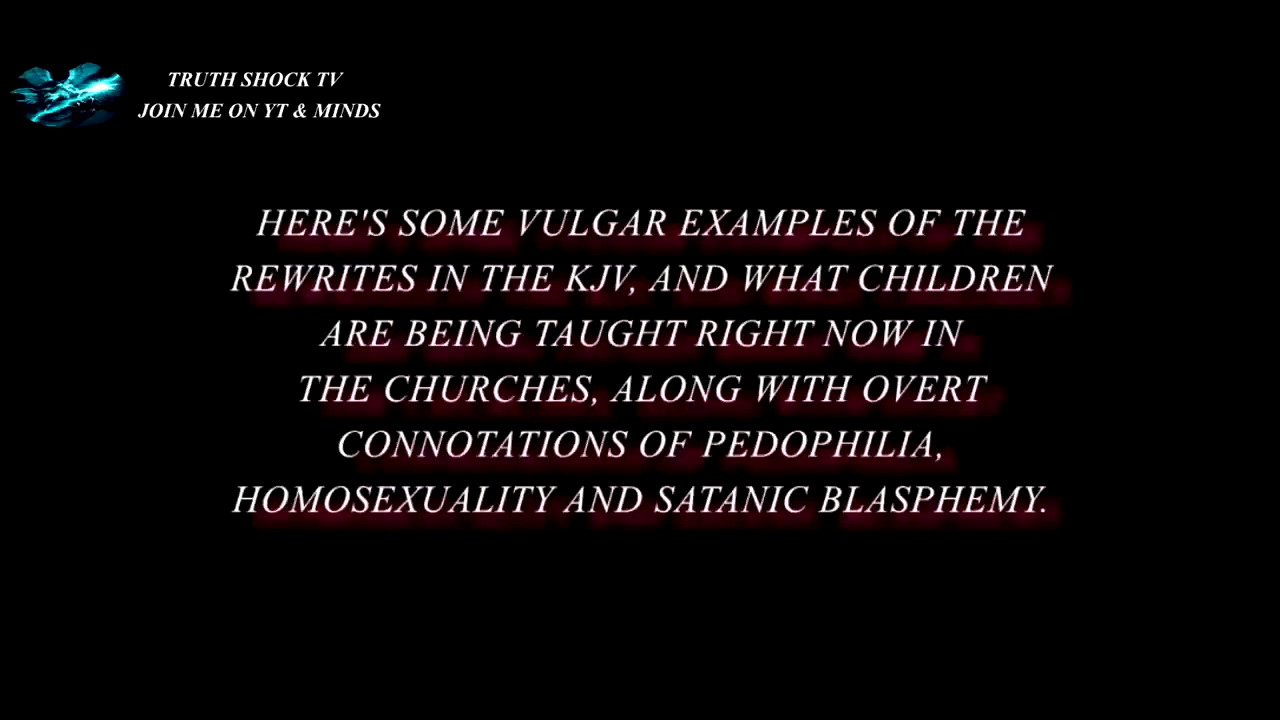 TRUTH SHOCK TV
JOIN ME ON YT & MINDS
HERE'S SOME VULGAR EXAMPLES OF THE
REWRITES IN THE KJV, AND WHAT CHILDREN
ARE BEING TAUGHT RIGHT NOW IN
THE CHURCHES, ALONG WITH OVERT
CONNOTATIONS OF PEDOPHILIA,
HOMOSEXUALITY AND SATANIC BLASPHEMY.